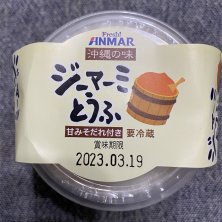 Fresh!
ANMAR
沖縄の味
ジーマーミ
とうふ
甘みそだれ付き 要冷蔵
賞味期限
2023.03.19